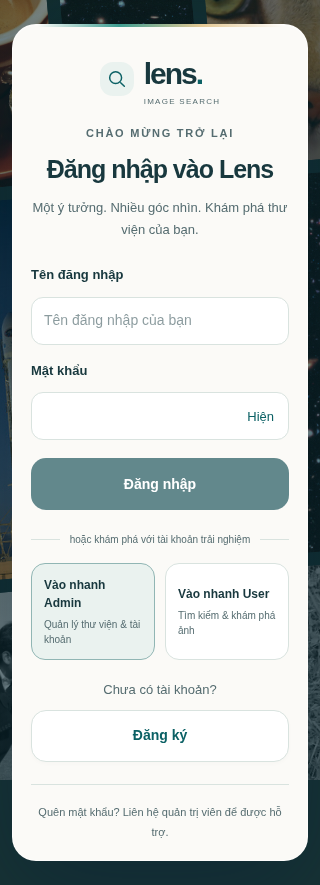 lens.
IMAGE SEARCH
CHÀO MỪNG TRỞ LẠI
Đăng nhập vào Lens
Một ý tưởng. Nhiều góc nhìn. Khám phá thư
viện của bạn.
Tên đăng nhập
Tên đăng nhập của bạn
Mật khẩu
Hiện
Đăng nhập
hoặc khám phá với tài khoản trải nghiệm
Vào nhanh
Admin
Quản lý thư viện & tài
khoản
Vào nhanh User
Tìm kiếm & khám phá
ảnh
Chưa có tài khoản?
Đăng ký
Quên mật khẩu? Liên hệ quản trị viên để được hỗ
trợ.